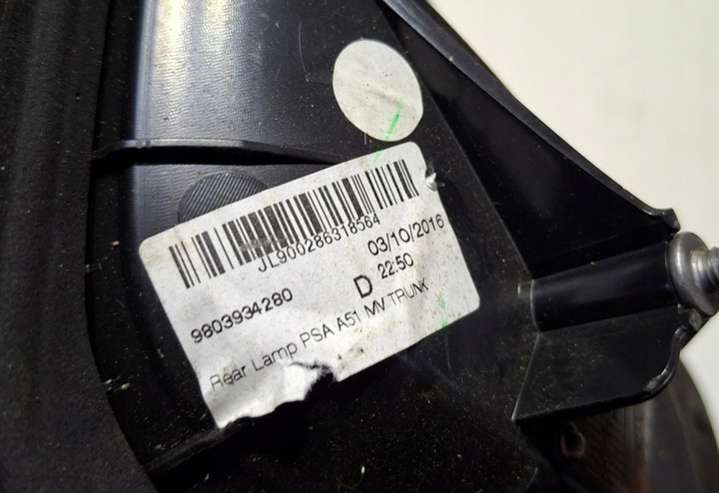 JL900286318564
03/10/2016
9803934280
D 22:50
Rear Lamp PSA A51 MV TRUNK